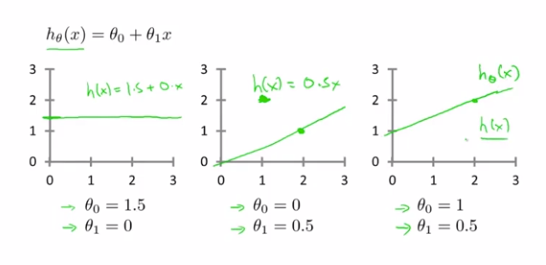 hθ(x) = θ₀ + θ₁x
3
2
1
0
0 1 2 3
h(x) = 1.5 + 0·x
→ θ₀ = 1.5
→ θ₁ = 0
3
2
1
0
0 1 2 3
h(x) = 0.5x
→ θ₀ = 0
→ θ₁ = 0.5
3
2
1
0
0 1 2 3
hθ(x)
h(x)
→ θ₀ = 1
→ θ₁ = 0.5